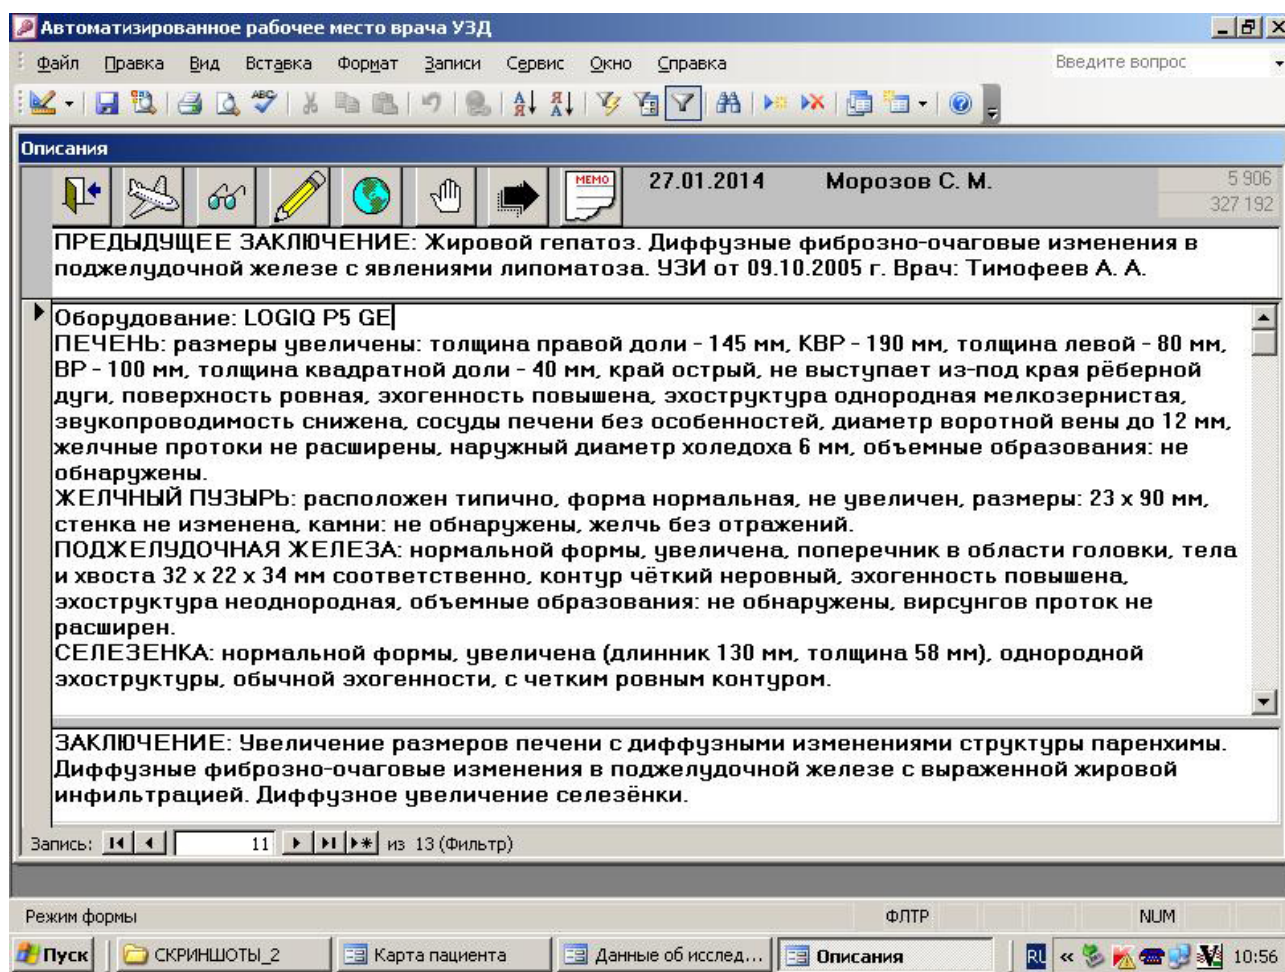 Автоматизированное рабочее место врача УЗД
Файл Правка Вид Вставка Формат Записи Сервис Окно Справка Введите вопрос
ABC А Я Я А
Описания
MEMO 27.01.2014 Морозов С. М. 5 906
327 192
ПРЕДЫДУЩЕЕ ЗАКЛЮЧЕНИЕ: Жировой гепатоз. Диффузные фиброзно-очаговые изменения в
поджелудочной железе с явлениями липоматоза. УЗИ от 09.10.2005 г. Врач: Тимофеев А. А.
Оборудование: LOGIQ P5 GE
ПЕЧЕНЬ: размеры увеличены: толщина правой доли - 145 мм, КВР - 190 мм, толщина левой - 80 мм,
ВР - 100 мм, толщина квадратной доли - 40 мм, край острый, не выступает из-под края рёберной
дуги, поверхность ровная, эхогенность повышена, эхоструктура однородная мелкозернистая,
звукопроводимость снижена, сосуды печени без особенностей, диаметр воротной вены до 12 мм,
желчные протоки не расширены, наружный диаметр холедоха 6 мм, объемные образования: не
обнаружены.
ЖЕЛЧНЫЙ ПУЗЫРЬ: расположен типично, форма нормальная, не увеличен, размеры: 23 х 90 мм,
стенка не изменена, камни: не обнаружены, желчь без отражений.
ПОДЖЕЛУДОЧНАЯ ЖЕЛЕЗА: нормальной формы, увеличена, поперечник в области головки, тела
и хвоста 32 х 22 х 34 мм соответственно, контур чёткий неровный, эхогенность повышена,
эхоструктура неоднородная, объемные образования: не обнаружены, вирсунгов проток не
расширен.
СЕЛЕЗЕНКА: нормальной формы, увеличена (длинник 130 мм, толщина 58 мм), однородной
эхоструктуры, обычной эхогенности, с четким ровным контуром.
ЗАКЛЮЧЕНИЕ: Увеличение размеров печени с диффузными изменениями структуры паренхимы.
Диффузные фиброзно-очаговые изменения в поджелудочной железе с выраженной жировой
инфильтрацией. Диффузное увеличение селезёнки.
Запись: 11 из 13 (Фильтр)
Режим формы ФЛТР NUM
Пуск СКРИНШОТЫ_2 Карта пациента Данные об исслед... Описания RU « 10:56